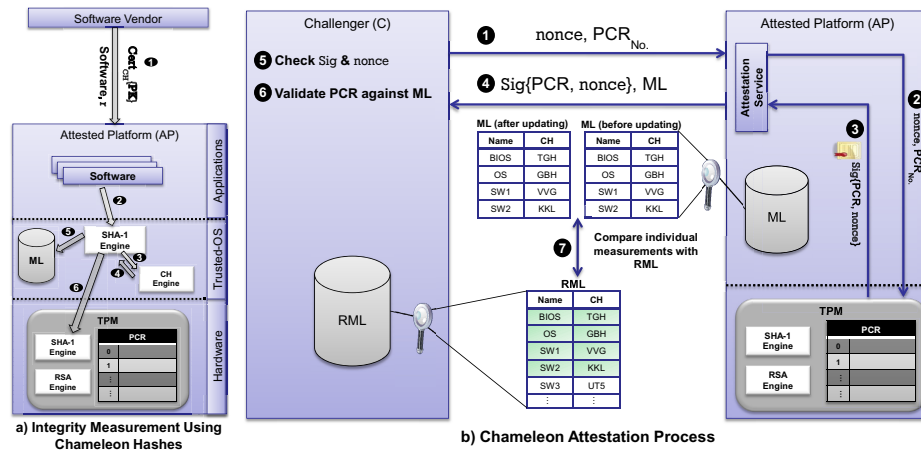 Software Vendor
1
Cert_CH {PK}
Software, r
Attested Platform (AP)
Software
Applications
2
SHA-1
Engine
5
3
4
ML
CH
Engine
Trusted-OS
6
TPM
SHA-1
Engine
RSA
Engine
PCR
0
1
⋮
⋮
Hardware
a) Integrity Measurement Using
Chameleon Hashes
Challenger (C)
5 Check Sig & nonce
6 Validate PCR against ML
RML
1 nonce, PCR_No.
4 Sig{PCR, nonce}, ML
ML (after updating)
Name CH
BIOS TGH
OS GBH
SW1 VVG
SW2 KKL
ML (before updating)
Name CH
BIOS TGH
OS GBH
SW1 VVG
SW2 KKL
7
Compare individual
measurements with
RML
RML
Name CH
BIOS TGH
OS GBH
SW1 VVG
SW2 KKL
SW3 UT5
⋮ ⋮
Attested Platform (AP)
Attestation
Service
2 nonce, PCR_No.
3
Sig{PCR, nonce}
ML
TPM
SHA-1
Engine
RSA
Engine
PCR
0
1
⋮
⋮
b) Chameleon Attestation Process